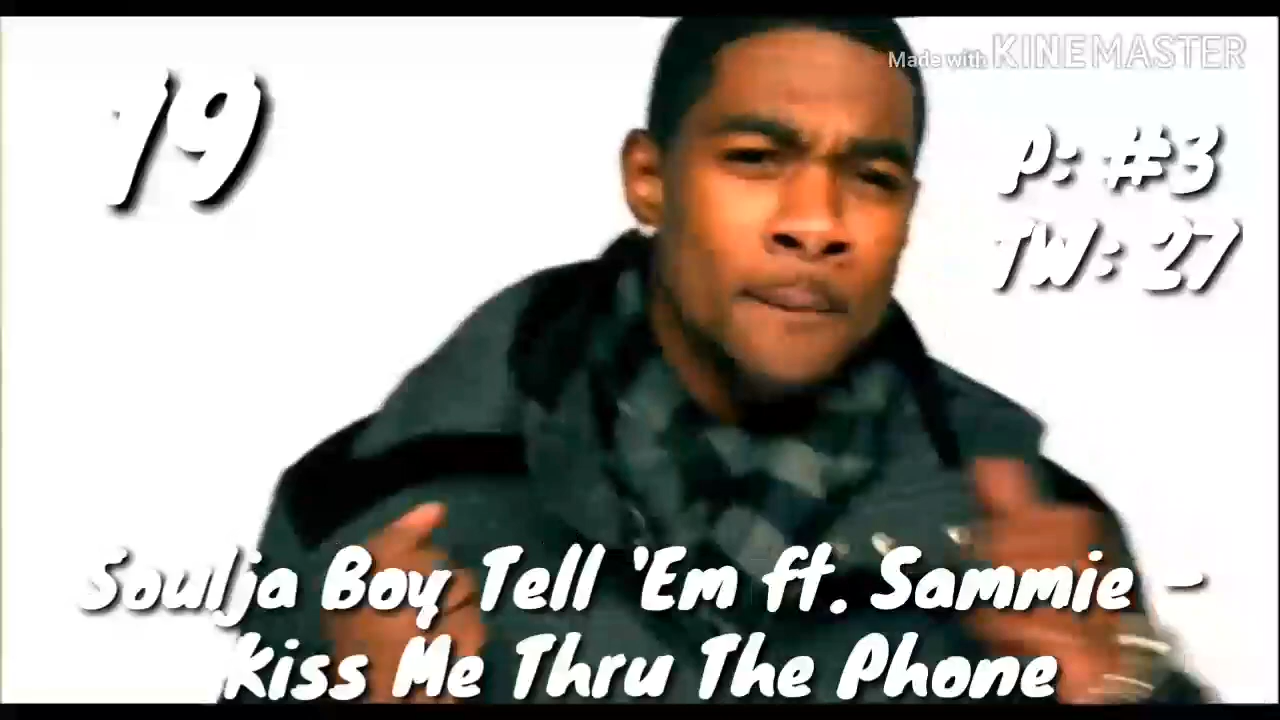 Made with KINEMASTER
19
P: #3
TW: 27
Soulja Boy Tell 'Em ft. Sammie -
Kiss Me Thru The Phone